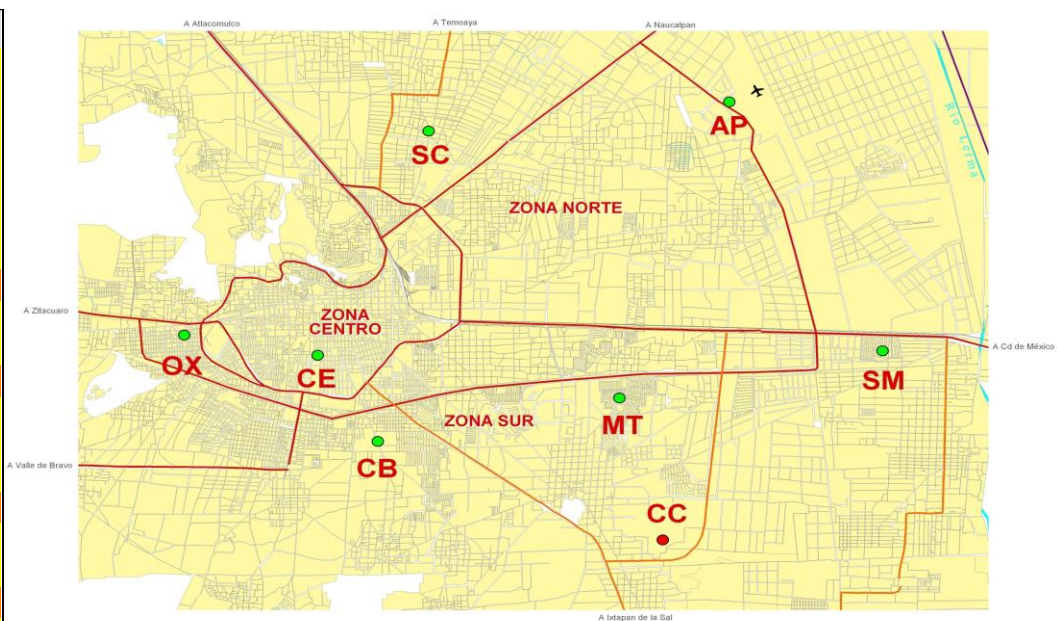 A Atlacomulco
A Temoaya
A Naucalpan
AP
SC
Río Lerma
ZONA NORTE
A Zitacuaro
ZONA
CENTRO
A Cd de México
OX
CE
SM
ZONA SUR
MT
A Valle de Bravo
CB
CC
A Ixtapan de la Sal